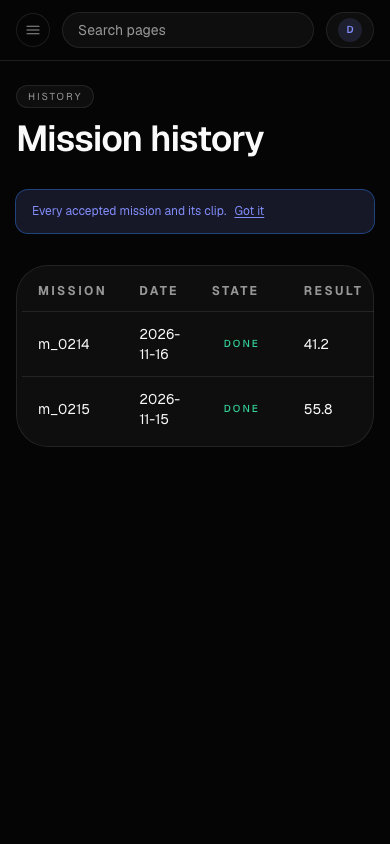 Search pages
D
HISTORY
Mission history
Every accepted mission and its clip. Got it
MISSION DATE STATE RESULT
m_0214 2026-11-16 DONE 41.2
m_0215 2026-11-15 DONE 55.8